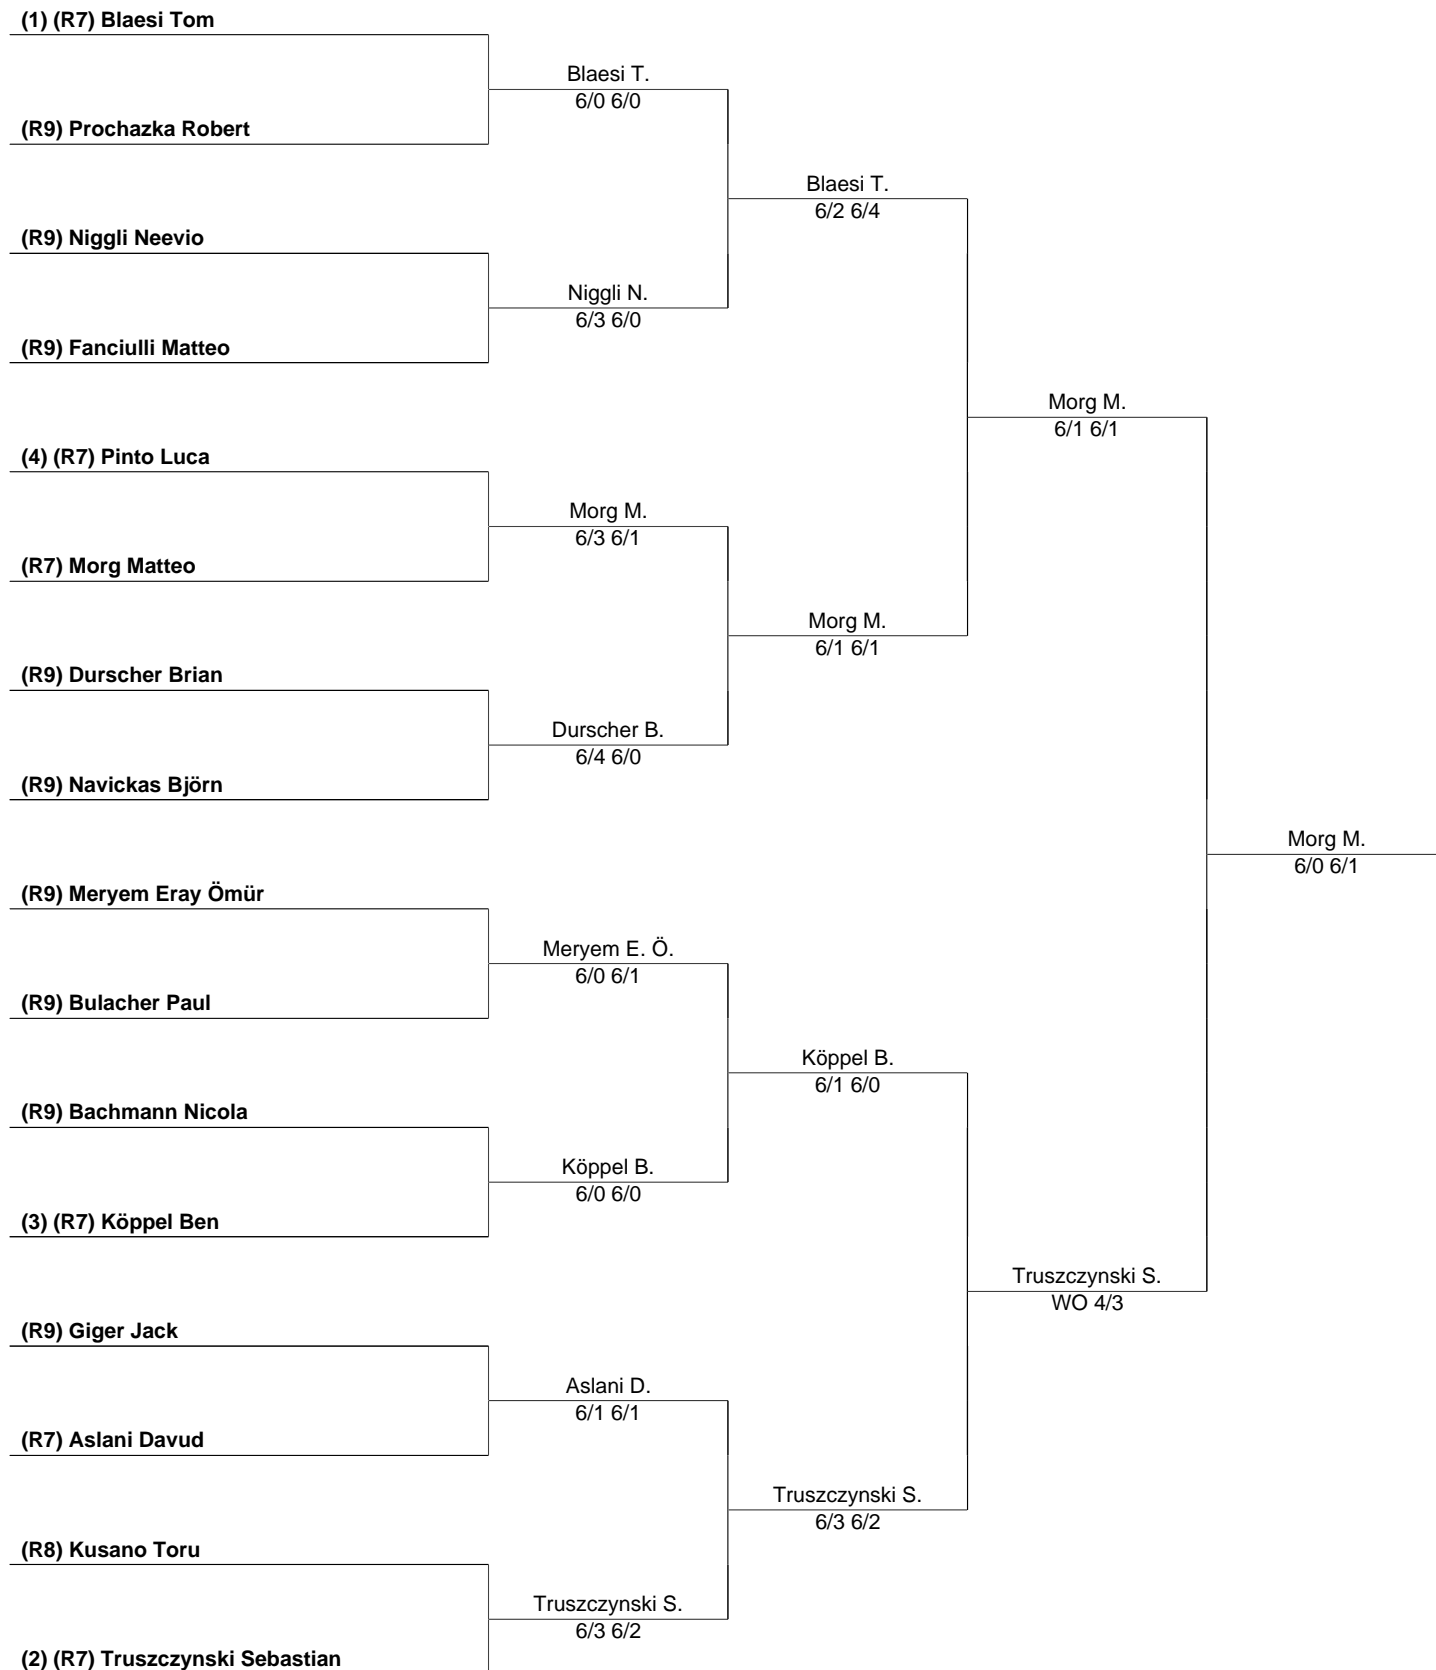 (1) (R7) Blaesi Tom
Blaesi T.
6/0 6/0
(R9) Prochazka Robert
Blaesi T.
6/2 6/4
(R9) Niggli Neevio
Niggli N.
6/3 6/0
(R9) Fanciulli Matteo
Morg M.
6/1 6/1
(4) (R7) Pinto Luca
Morg M.
6/3 6/1
(R7) Morg Matteo
Morg M.
6/1 6/1
(R9) Durscher Brian
Durscher B.
6/4 6/0
(R9) Navickas Björn
Morg M.
6/0 6/1
(R9) Meryem Eray Ömür
Meryem E. Ö.
6/0 6/1
(R9) Bulacher Paul
Köppel B.
6/1 6/0
(R9) Bachmann Nicola
Köppel B.
6/0 6/0
(3) (R7) Köppel Ben
Truszczynski S.
WO 4/3
(R9) Giger Jack
Aslani D.
6/1 6/1
(R7) Aslani Davud
Truszczynski S.
6/3 6/2
(R8) Kusano Toru
Truszczynski S.
6/3 6/2
(2) (R7) Truszczynski Sebastian